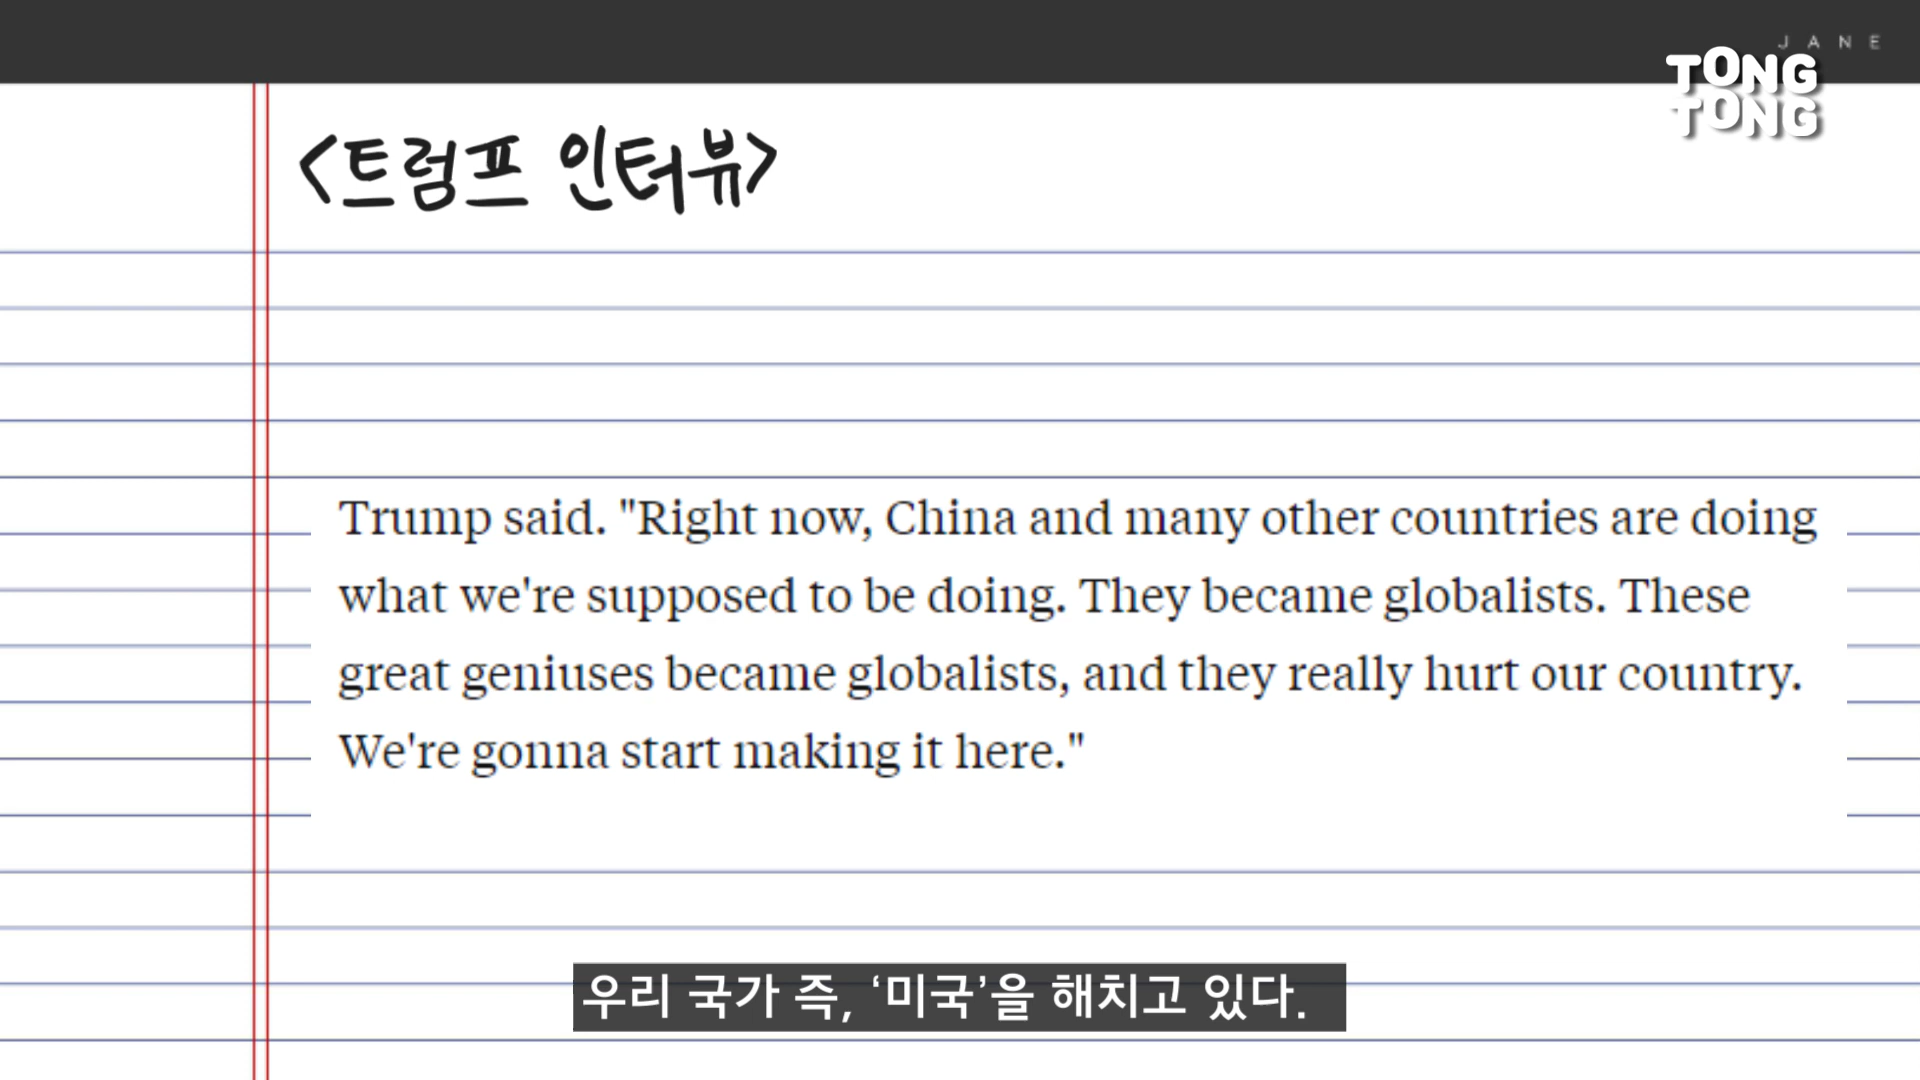 JANE
TONG
TONG
<트럼프 인터뷰>
Trump said. "Right now, China and many other countries are doing
what we're supposed to be doing. They became globalists. These
great geniuses became globalists, and they really hurt our country.
We're gonna start making it here."
우리 국가 즉, ‘미국’을 해치고 있다.